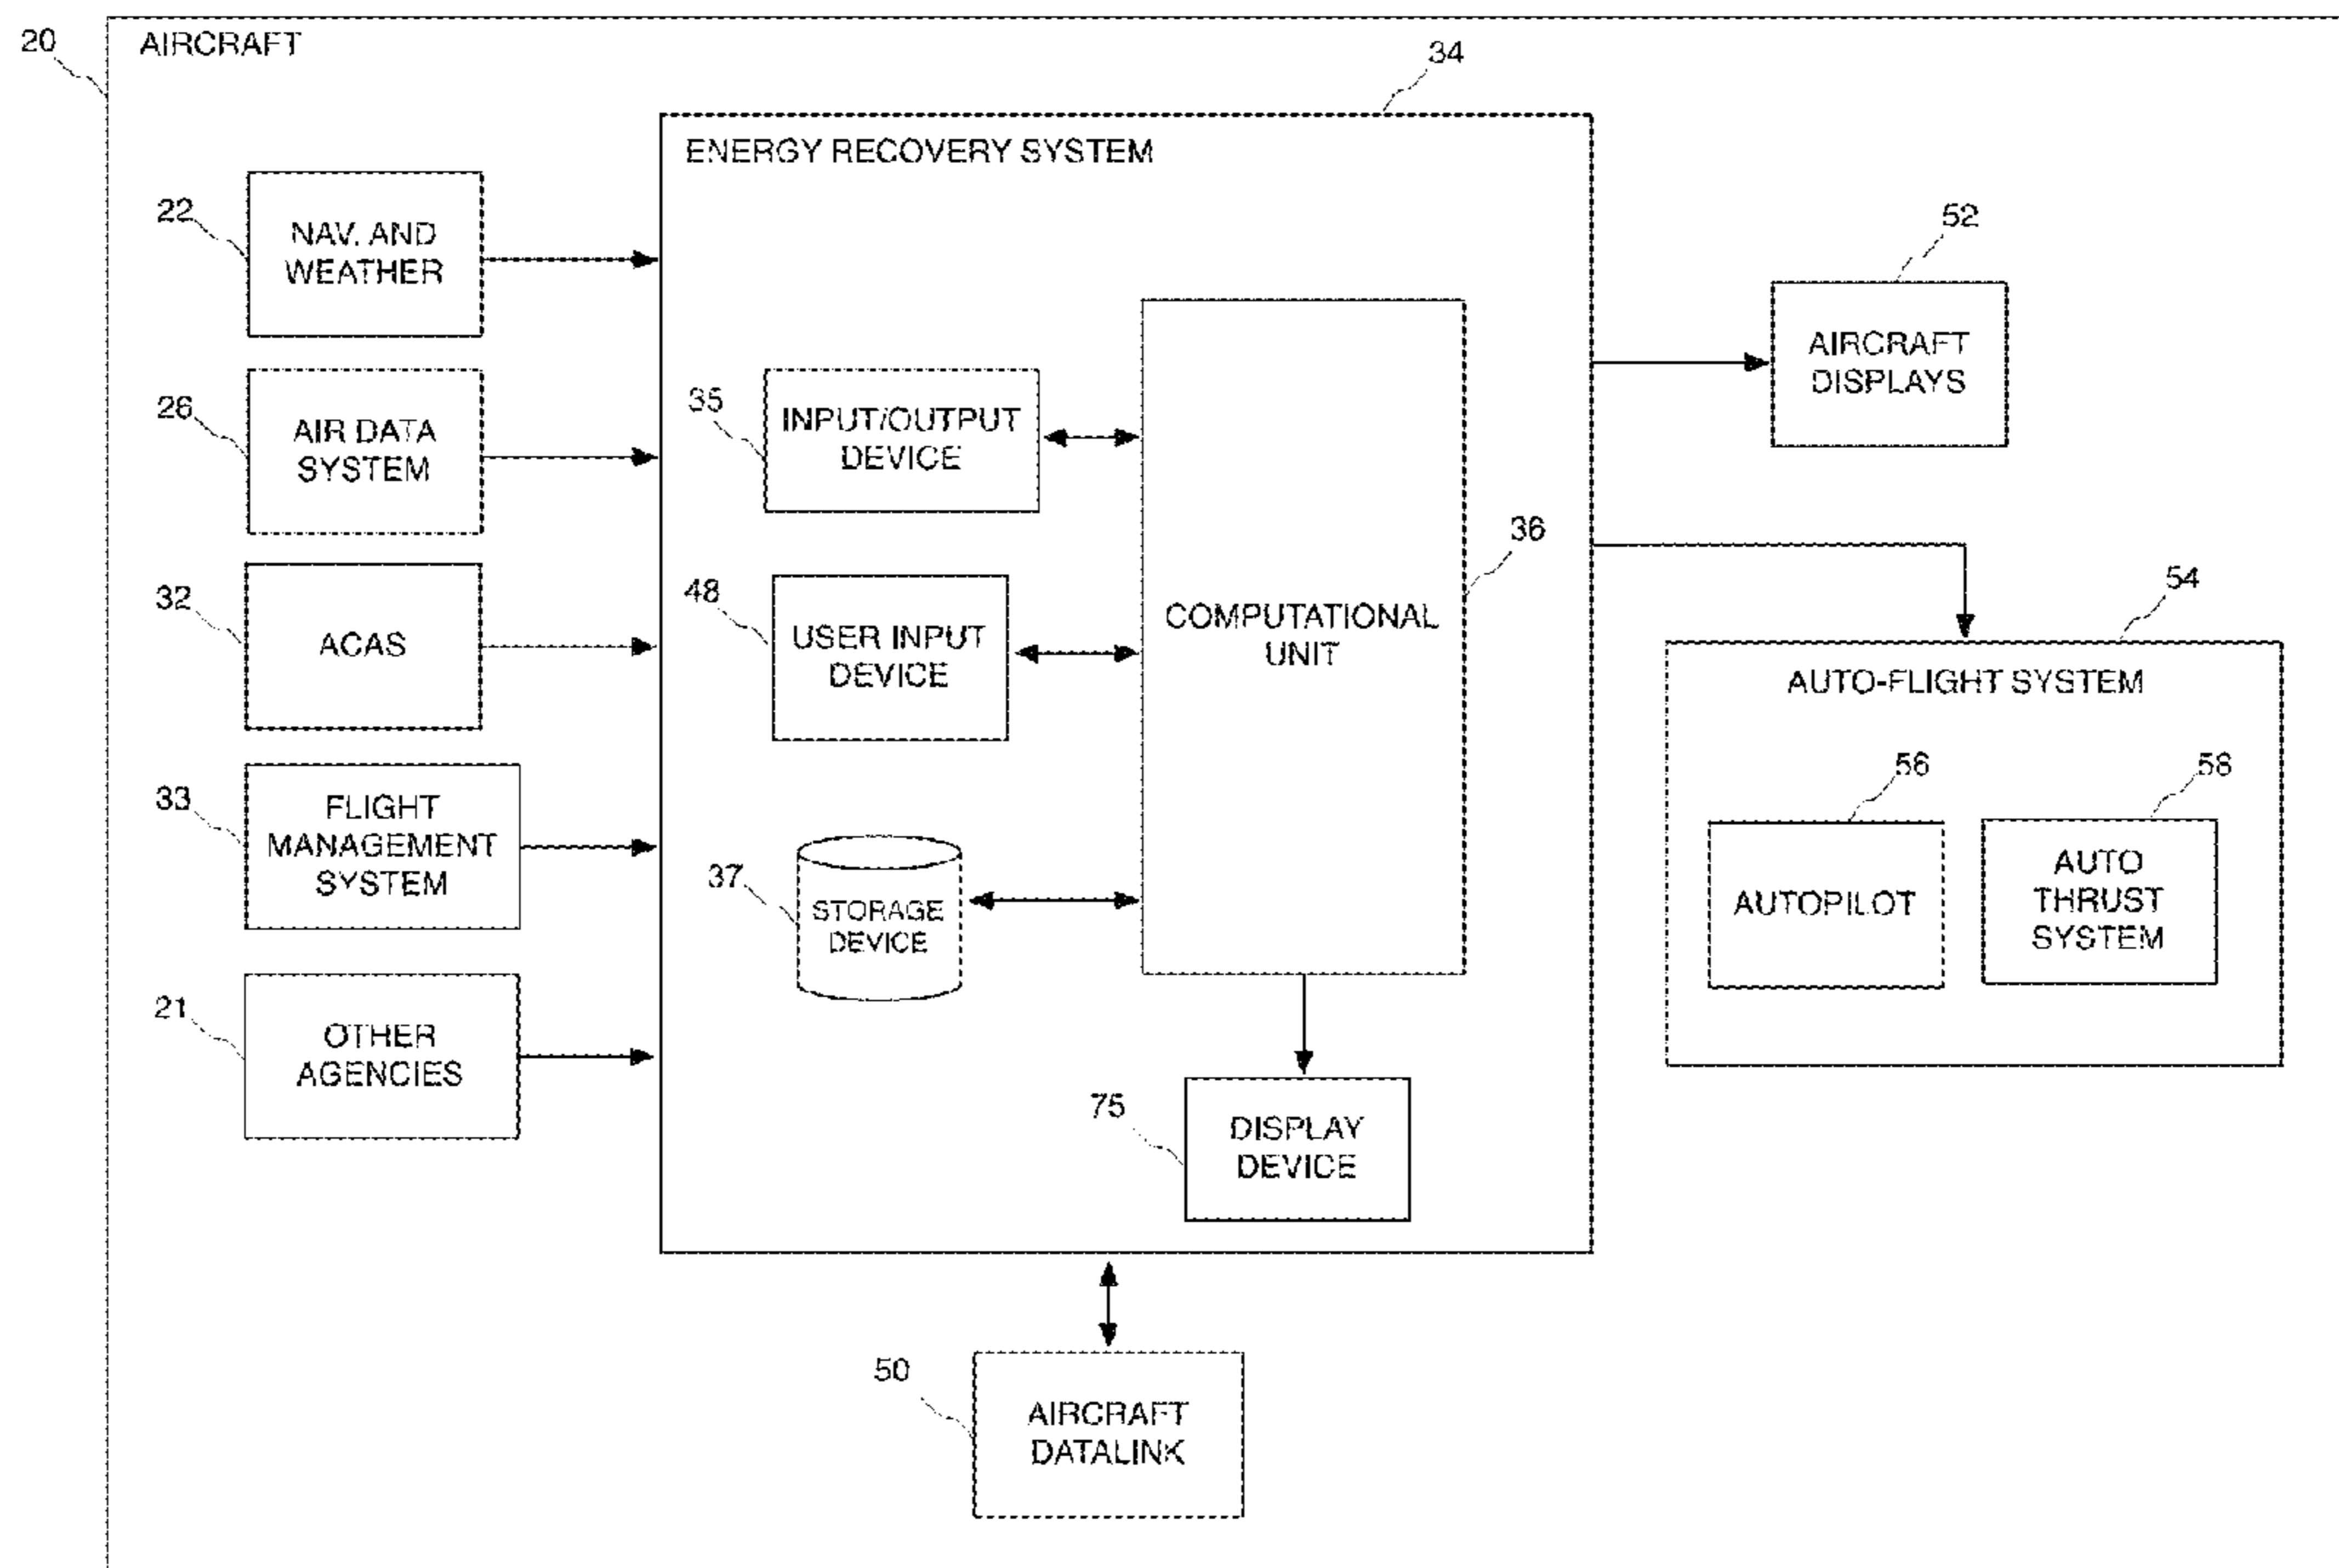 20
AIRCRAFT
34
ENERGY RECOVERY SYSTEM
22
NAV. AND
WEATHER
52
AIRCRAFT
DISPLAYS
26
AIR DATA
SYSTEM
35
INPUT/OUTPUT
DEVICE
36
32
ACAS
48
USER INPUT
DEVICE
COMPUTATIONAL
UNIT
54
AUTO-FLIGHT SYSTEM
33
FLIGHT
MANAGEMENT
SYSTEM
37
STORAGE
DEVICE
56
AUTOPILOT
58
AUTO
THRUST
SYSTEM
21
OTHER
AGENCIES
75
DISPLAY
DEVICE
50
AIRCRAFT
DATALINK